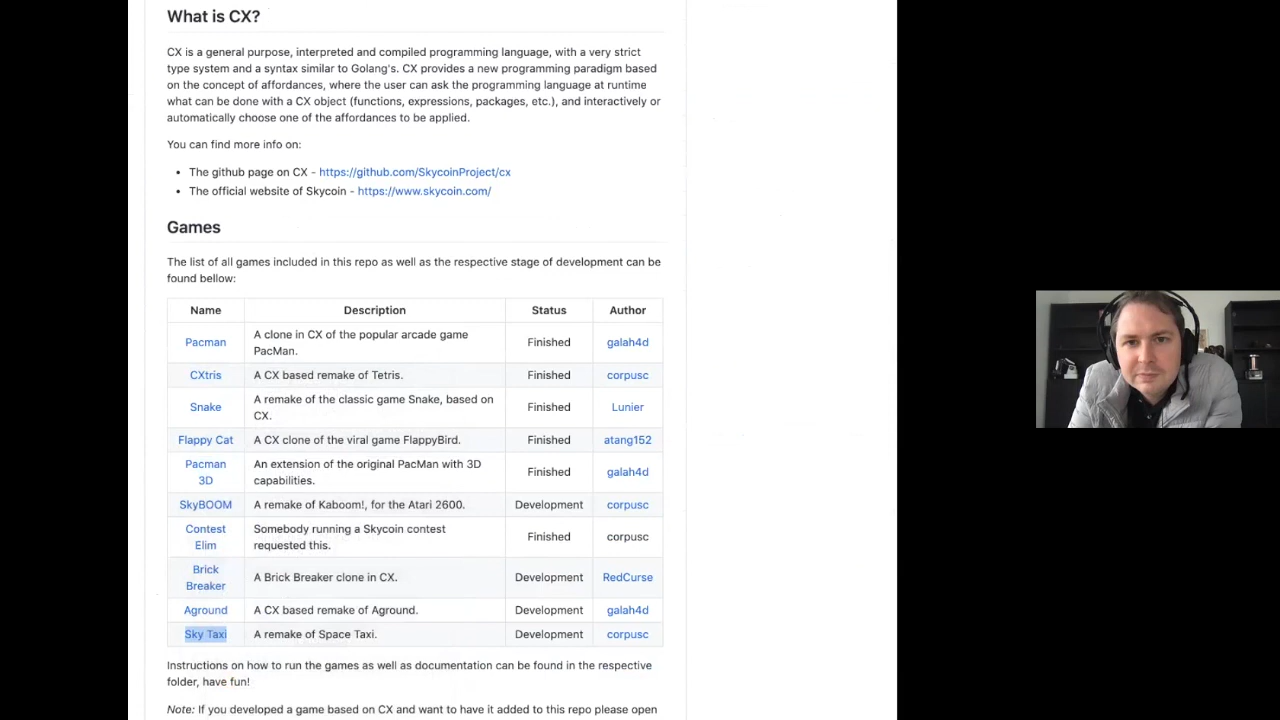 What is CX?
CX is a general purpose, interpreted and compiled programming language, with a very strict
type system and a syntax similar to Golang's. CX provides a new programming paradigm based
on the concept of affordances, where the user can ask the programming language at runtime
what can be done with a CX object (functions, expressions, packages, etc.), and interactively or
automatically choose one of the affordances to be applied.
You can find more info on:
• The github page on CX - https://github.com/SkycoinProject/cx
• The official website of Skycoin - https://www.skycoin.com/
Games
The list of all games included in this repo as well as the respective stage of development can be
found bellow:
Name Description Status Author
Pacman A clone in CX of the popular arcade game PacMan. Finished galah4d
CXtris A CX based remake of Tetris. Finished corpusc
Snake A remake of the classic game Snake, based on CX. Finished Lunier
Flappy Cat A CX clone of the viral game FlappyBird. Finished atang152
Pacman 3D An extension of the original PacMan with 3D capabilities. Finished galah4d
SkyBOOM A remake of Kaboom!, for the Atari 2600. Development corpusc
Contest Elim Somebody running a Skycoin contest requested this. Finished corpusc
Brick Breaker A Brick Breaker clone in CX. Development RedCurse
Aground A CX based remake of Aground. Development galah4d
Sky Taxi A remake of Space Taxi. Development corpusc
Instructions on how to run the games as well as documentation can be found in the respective
folder, have fun!
Note: If you developed a game based on CX and want to have it added to this repo please open